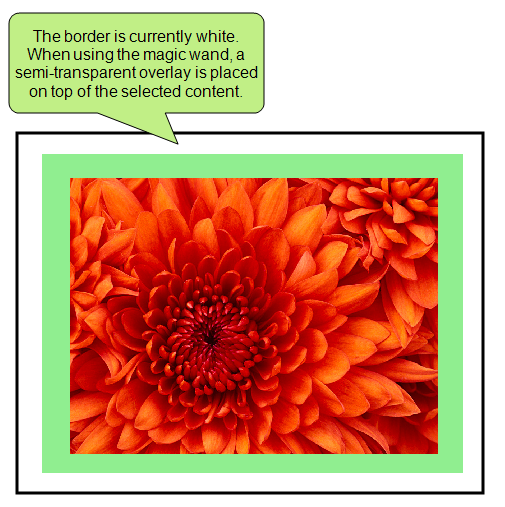 The border is currently white.
When using the magic wand, a
semi-transparent overlay is placed
on top of the selected content.